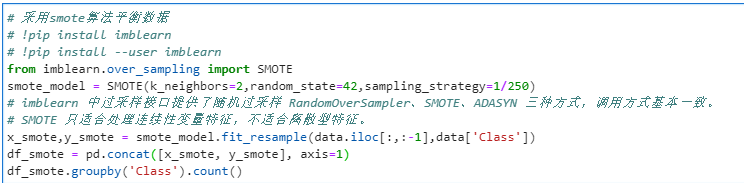 # 采用smote算法平衡数据
# !pip install imblearn
# !pip install --user imblearn
from imblearn.over_sampling import SMOTE
smote_model = SMOTE(k_neighbors=2,random_state=42,sampling_strategy=1/250)
# imblearn 中过采样接口提供了随机过采样 RandomOverSampler、SMOTE、ADASYN 三种方式，调用方式基本一致。
# SMOTE 只适合处理连续性变量特征，不适合离散型特征。
x_smote,y_smote = smote_model.fit_resample(data.iloc[:,:-1],data['Class'])
df_smote = pd.concat([x_smote, y_smote], axis=1)
df_smote.groupby('Class').count()